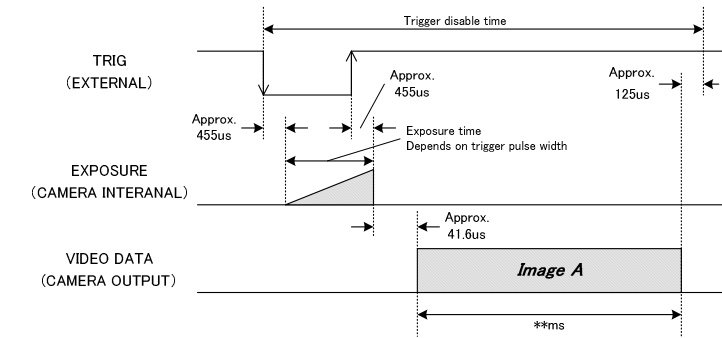 Trigger disable time
TRIG
(EXTERNAL)
Approx.
455us
Approx.
125us
Approx.
455us
Exposure time
Depends on trigger pulse width
EXPOSURE
(CAMERA INTERANAL)
Approx.
41.6us
VIDEO DATA
(CAMERA OUTPUT)
Image A
**ms